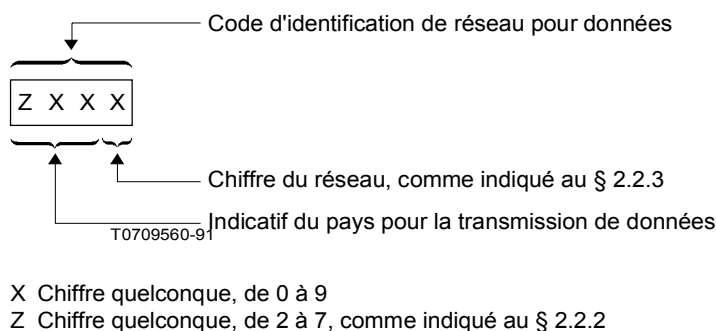 Code d'identification de réseau pour données
Z X X X
Chiffre du réseau, comme indiqué au § 2.2.3
Indicatif du pays pour la transmission de données
T0709560-91
X Chiffre quelconque, de 0 à 9
Z Chiffre quelconque, de 2 à 7, comme indiqué au § 2.2.2